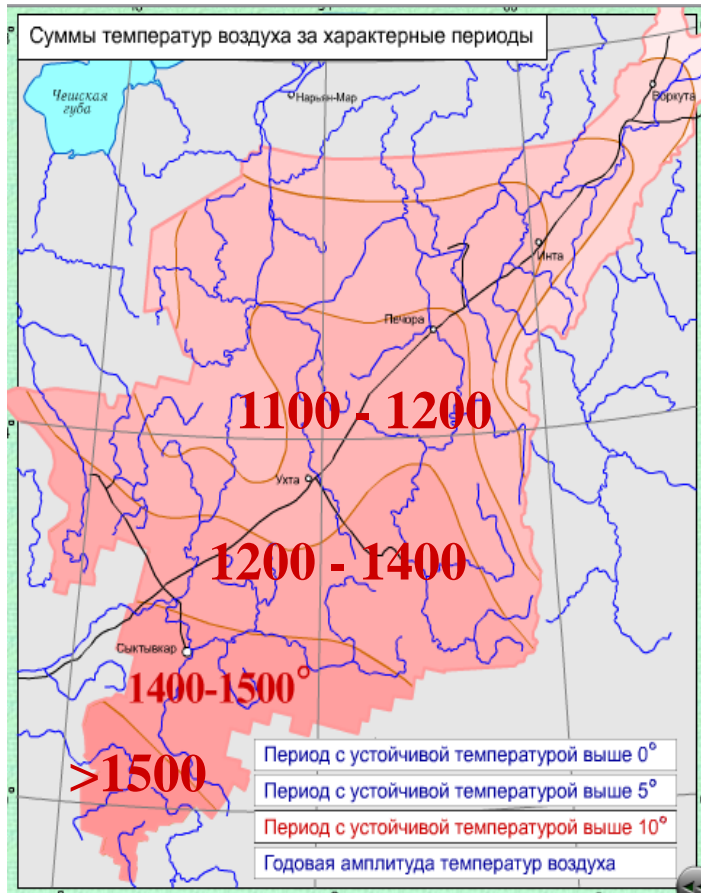 Суммы температур воздуха за характерные периоды
Чешская
губа
Нарьян-Мар
Воркута
Инта
Печора
1100 - 1200
Ухта
1200 - 1400
Сыктывкар
1400-1500°
>1500
Период с устойчивой температурой выше 0°
Период с устойчивой температурой выше 5°
Период с устойчивой температурой выше 10°
Годовая амплитуда температур воздуха